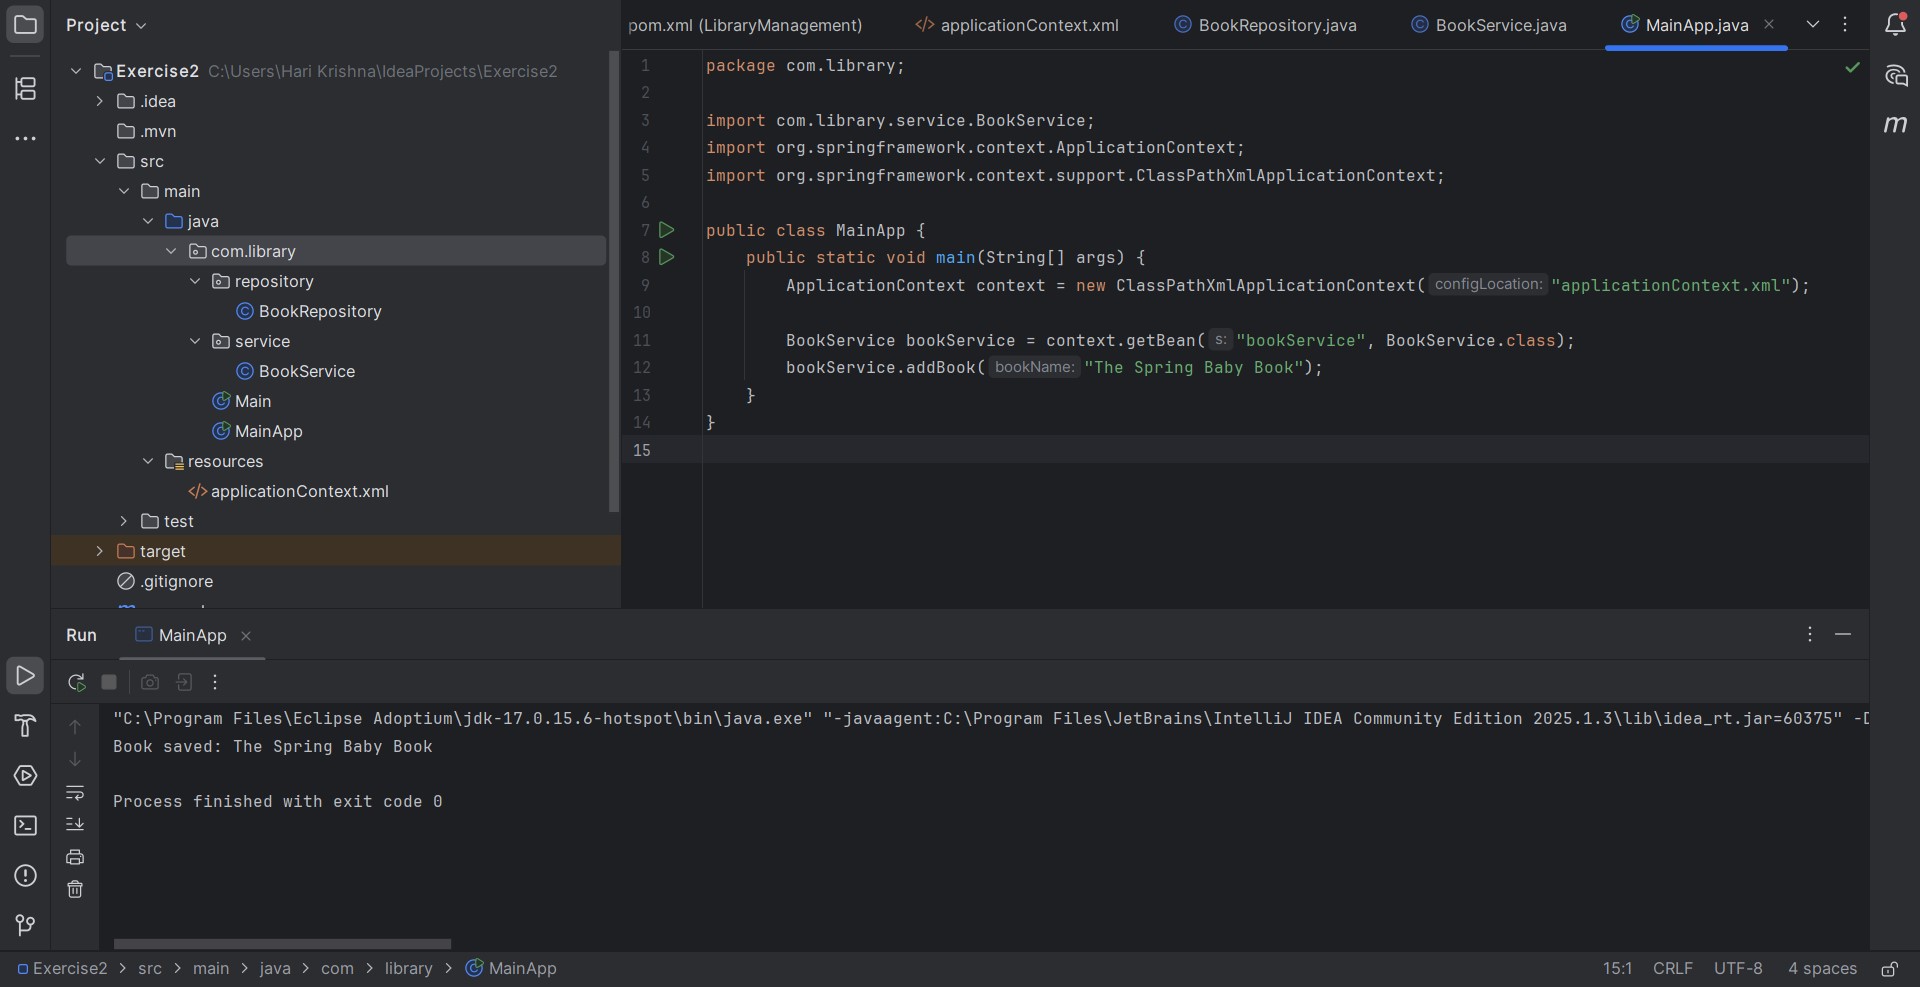 Project
Exercise2 C:\Users\Hari Krishna\IdeaProjects\Exercise2
.idea
.mvn
src
main
java
com.library
repository
BookRepository
service
BookService
Main
MainApp
resources
applicationContext.xml
test
target
.gitignore
pom.xml (LibraryManagement) applicationContext.xml BookRepository.java BookService.java MainApp.java
1 package com.library;
2
3 import com.library.service.BookService;
4 import org.springframework.context.ApplicationContext;
5 import org.springframework.context.support.ClassPathXmlApplicationContext;
6
7 public class MainApp {
8 public static void main(String[] args) {
9 ApplicationContext context = new ClassPathXmlApplicationContext( configLocation: "applicationContext.xml");
10
11 BookService bookService = context.getBean( s: "bookService", BookService.class);
12 bookService.addBook( bookName: "The Spring Baby Book");
13 }
14 }
15
Run MainApp
"C:\Program Files\Eclipse Adoptium\jdk-17.0.15.6-hotspot\bin\java.exe" "-javaagent:C:\Program Files\JetBrains\IntelliJ IDEA Community Edition 2025.1.3\lib\idea_rt.jar=60375" -D
Book saved: The Spring Baby Book
Process finished with exit code 0
Exercise2 > src > main > java > com > library > MainApp 15:1 CRLF UTF-8 4 spaces